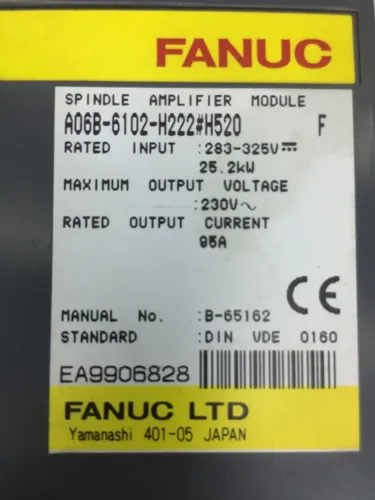 FANUC
SPINDLE AMPLIFIER MODULE
A06B-6102-H222#H520 F
RATED INPUT :283-325V⎓
25.2kW
MAXIMUM OUTPUT VOLTAGE
:230V~
RATED OUTPUT CURRENT
95A
MANUAL No. :B-65162
STANDARD :DIN VDE 0160
CE
EA9906828
FANUC LTD
Yamanashi 401-05 JAPAN